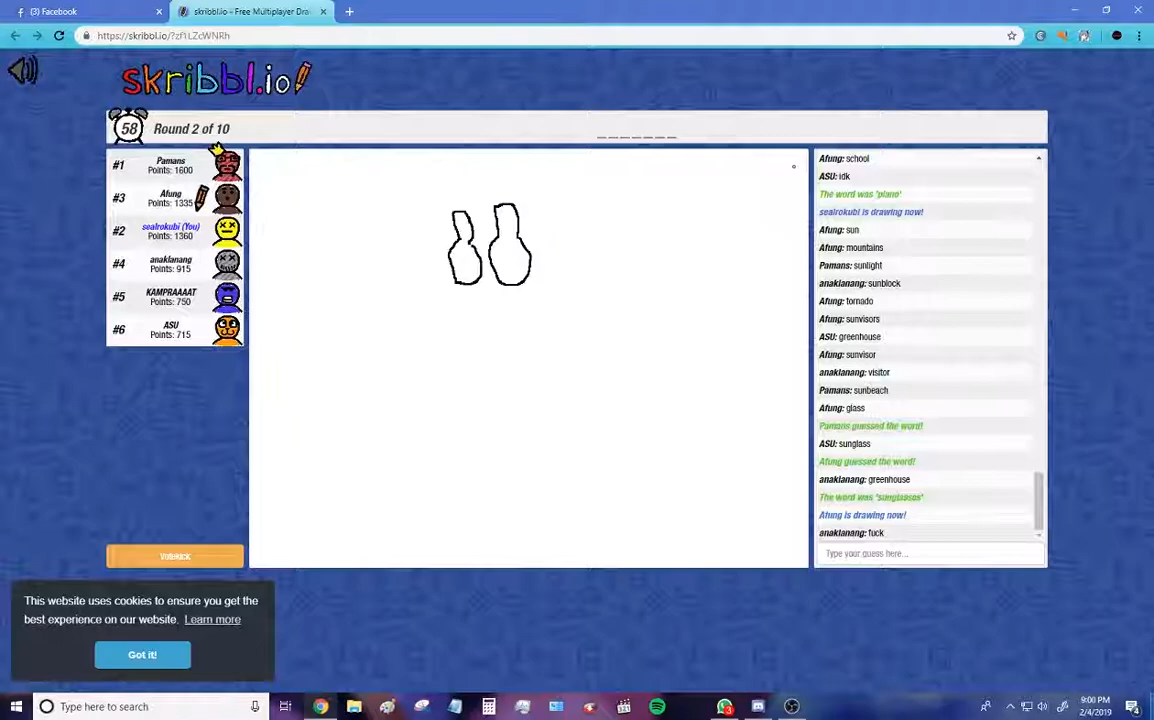 (3) Facebook
skribbl.io - Free Multiplayer Dra
https://skribbl.io/?zf1LZcWNRh
skribbl.io
58
Round 2 of 10
_ _ _ _ _ _ _
#1
Pamans
Points: 1600
#3
Afung
Points: 1335
#2
sealrokubi (You)
Points: 1360
#4
anaklanang
Points: 915
#5
KAMPRAAAAT
Points: 750
#6
ASU
Points: 715
Votekick
Afung: school
ASU: idk
The word was 'piano'
sealrokubi is drawing now!
Afung: sun
Afung: mountains
Pamans: sunlight
anaklanang: sunblock
Afung: tornado
Afung: sunvisors
ASU: greenhouse
Afung: sunvisor
anaklanang: visitor
Pamans: sunbeach
Afung: glass
Pamans guessed the word!
ASU: sunglass
Afung guessed the word!
anaklanang: greenhouse
The word was 'sunglasses'
Afung is drawing now!
anaklanang: fuck
Type your guess here...
This website uses cookies to ensure you get the
best experience on our website. Learn more
Got it!
Type here to search
3
9:00 PM
2/4/2019
4